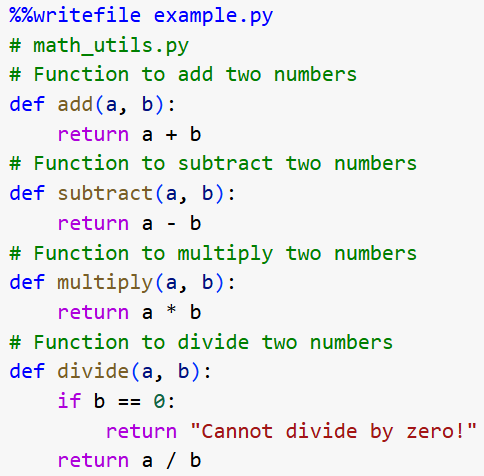 %%writefile example.py
# math_utils.py
# Function to add two numbers
def add(a, b):
    return a + b
# Function to subtract two numbers
def subtract(a, b):
    return a - b
# Function to multiply two numbers
def multiply(a, b):
    return a * b
# Function to divide two numbers
def divide(a, b):
    if b == 0:
        return "Cannot divide by zero!"
    return a / b